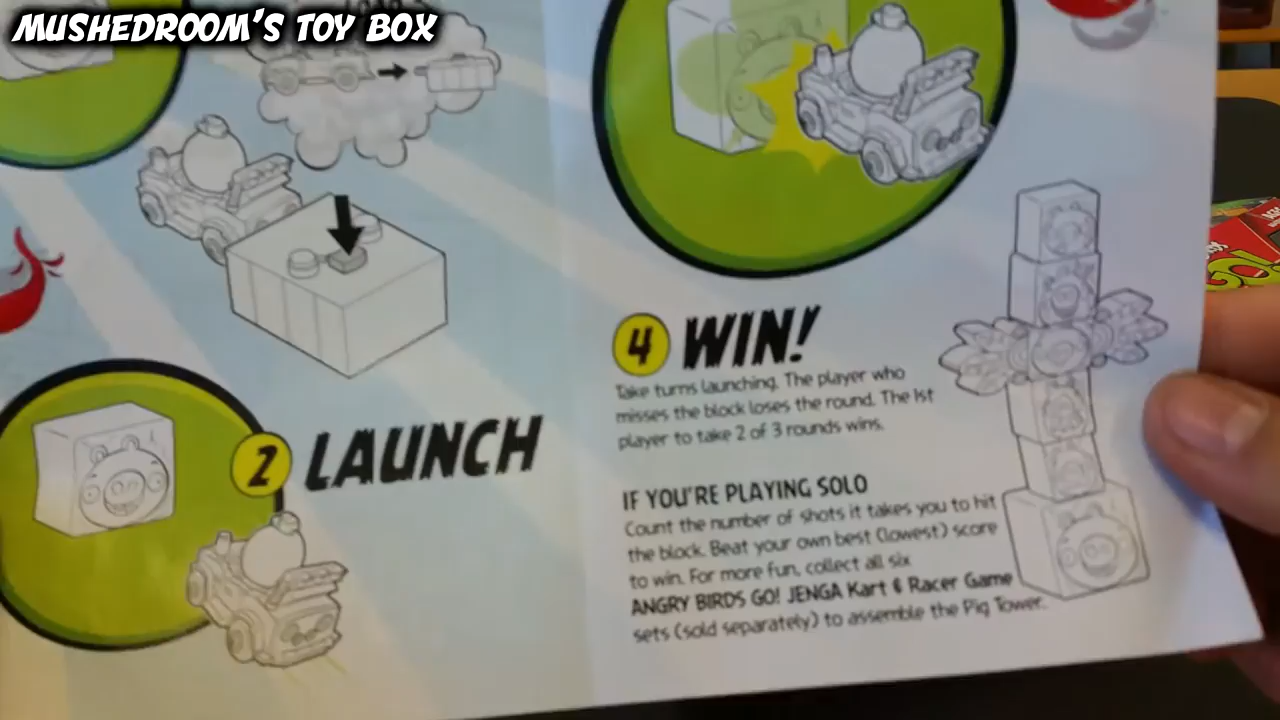 MUSHEDROOM'S TOY BOX
LOAD
2 LAUNCH
4 WIN!
Take turns launching. The player who
misses the block loses the round. The 1st
player to take 2 of 3 rounds wins.
IF YOU'RE PLAYING SOLO
Count the number of shots it takes you to hit
the block. Beat your own best (lowest) score
to win. For more fun, collect all six
ANGRY BIRDS GO! JENGA Kart & Racer Game
sets (sold separately) to assemble the Pig Tower.